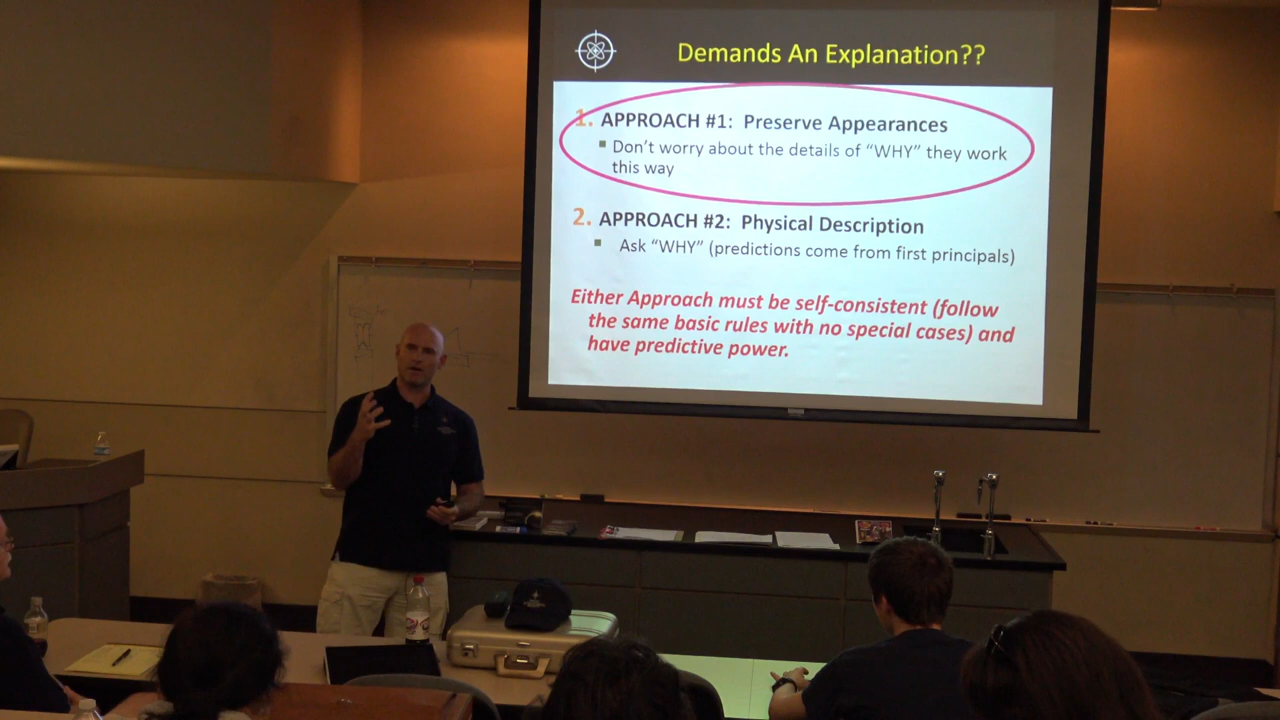 Demands An Explanation??
1. APPROACH #1: Preserve Appearances
▪ Don't worry about the details of “WHY” they work
this way
2. APPROACH #2: Physical Description
▪ Ask “WHY” (predictions come from first principals)
Either Approach must be self-consistent (follow
the same basic rules with no special cases) and
have predictive power.